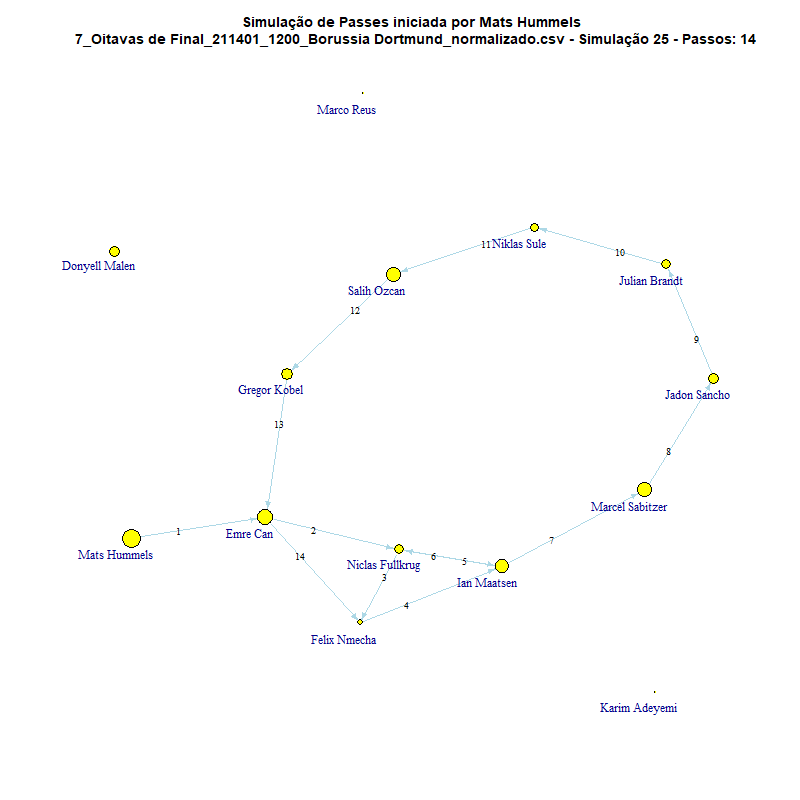 Simulação de Passes iniciada por Mats Hummels
7_Oitavas de Final_211401_1200_Borussia Dortmund_normalizado.csv - Simulação 25 - Passos: 14
Marco Reus
11
Niklas Sule
10
Donyell Malen
Julian Brandt
Salih Ozcan
12
9
Gregor Kobel
Jadon Sancho
13
8
Marcel Sabitzer
1
Emre Can
2
7
Mats Hummels
14
6
5
Niclas Fullkrug
3
Ian Maatsen
4
Felix Nmecha
Karim Adeyemi